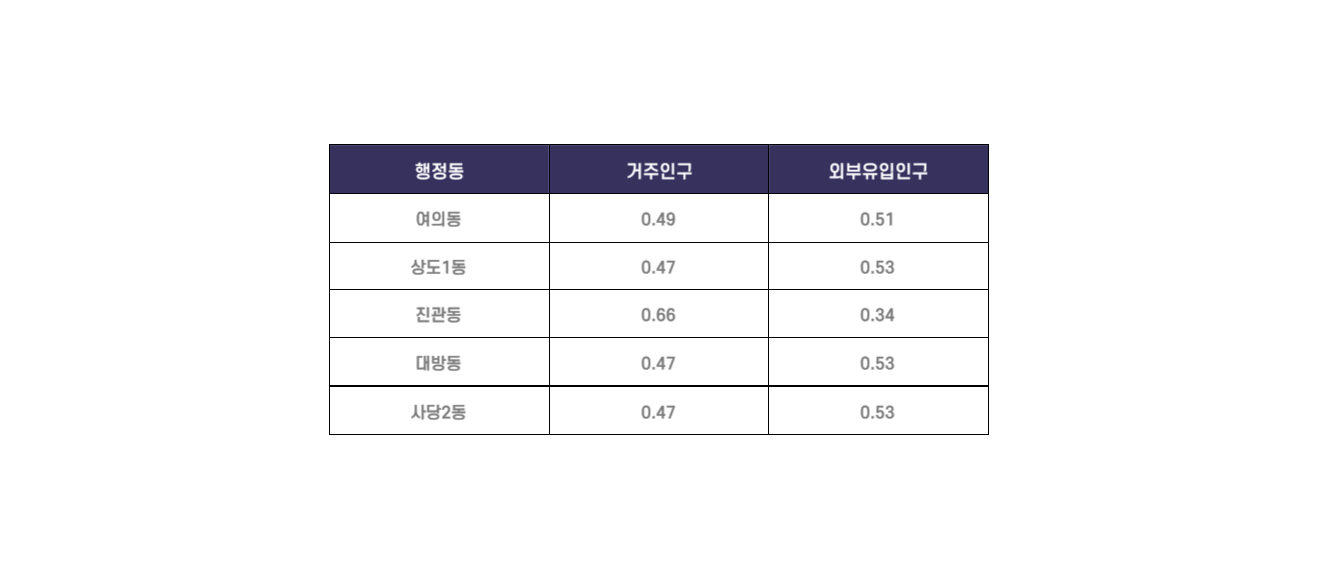 행정동 거주인구 외부유입인구
여의동 0.49 0.51
상도1동 0.47 0.53
진관동 0.66 0.34
대방동 0.47 0.53
사당2동 0.47 0.53